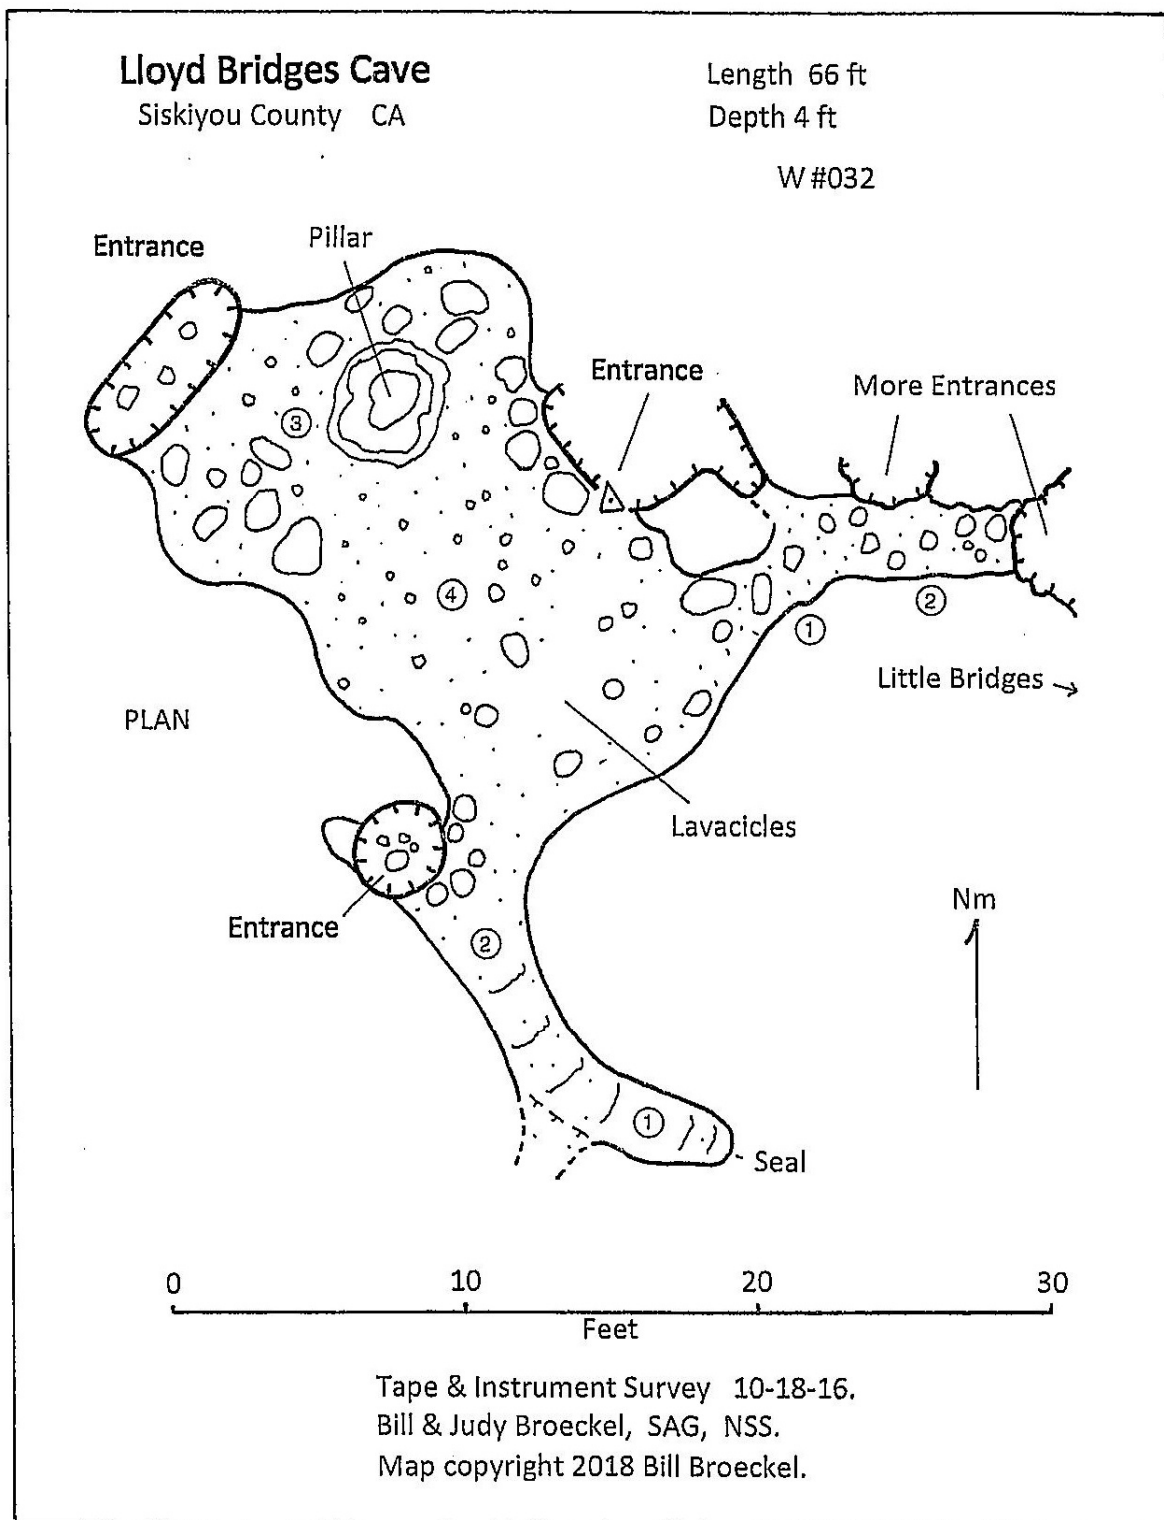 Lloyd Bridges Cave
Siskiyou County CA
Length 66 ft
Depth 4 ft
W #032
Entrance
Pillar
Entrance
More Entrances
3
4
2
1
Little Bridges
PLAN
Lavacicles
Entrance
Nm
2
1
Seal
0 10 20 30
Feet
Tape & Instrument Survey 10-18-16.
Bill & Judy Broeckel, SAG, NSS.
Map copyright 2018 Bill Broeckel.